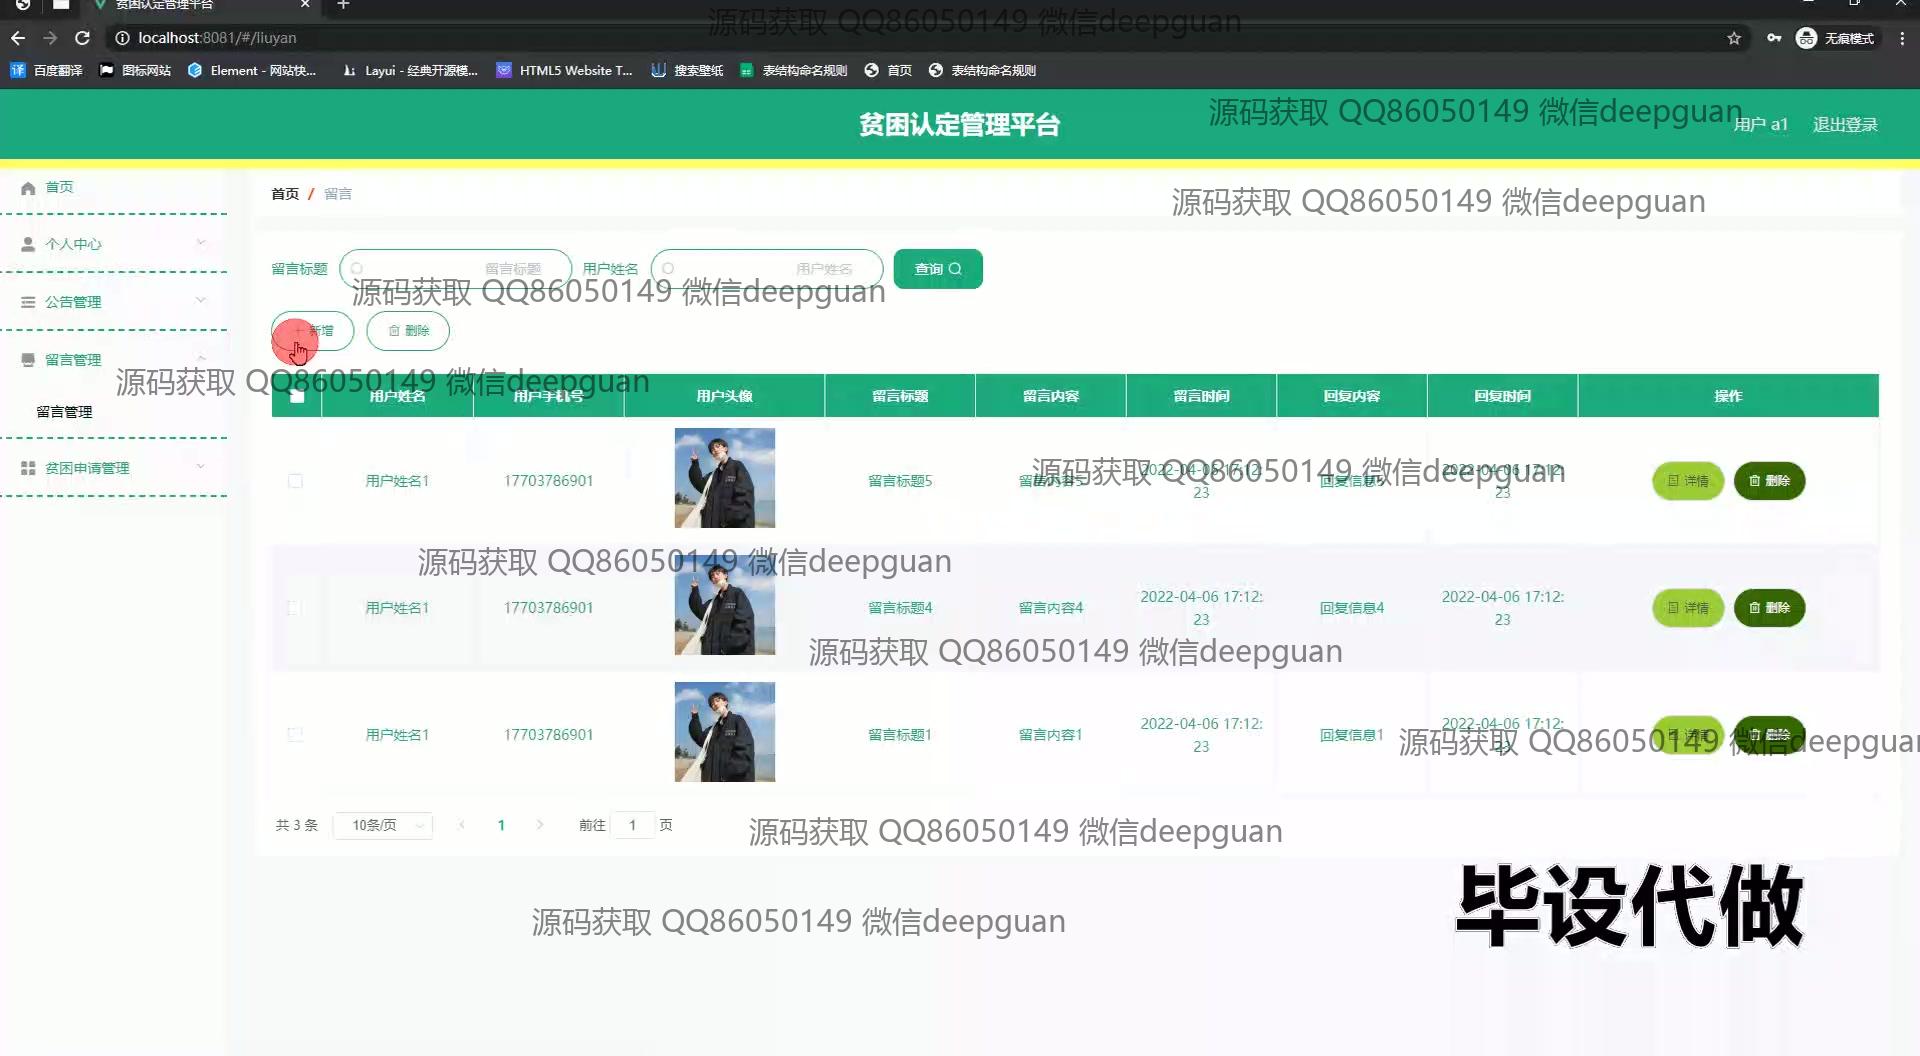 贫困认定管理平台
源码获取 QQ86050149 微信deepguan
localhost:8081/#/liuyan
无痕模式
百度翻译 图标网站 Element - 网站快... Layui - 经典开源模... HTML5 Website T... 搜索壁纸 表结构命名规则 首页 表结构命名规则
贫困认定管理平台
源码获取 QQ86050149 微信deepguan
用户 a1 退出登录
首页
首页 / 留言
源码获取 QQ86050149 微信deepguan
个人中心
留言标题 留言标题 用户姓名 用户姓名 查询
源码获取 QQ86050149 微信deepguan
公告管理
新增 删除
留言管理
源码获取 QQ86050149 微信deepguan
留言管理
贫困申请管理
用户姓名 用户手机号 用户头像 留言标题 留言内容 留言时间 回复内容 回复时间 操作
用户姓名1 17703786901 留言标题5 留言内容5 2022-04-06 17:12:23 回复信息5 2022-04-06 17:12:23 详情 删除
源码获取 QQ86050149 微信deepguan
源码获取 QQ86050149 微信deepguan
用户姓名1 17703786901 留言标题4 留言内容4 2022-04-06 17:12:23 回复信息4 2022-04-06 17:12:23 详情 删除
源码获取 QQ86050149 微信deepguan
用户姓名1 17703786901 留言标题1 留言内容1 2022-04-06 17:12:23 回复信息1 2022-04-06 17:12:23 详情 删除
源码获取 QQ86050149 微信deepguan
共 3 条 10条/页 1 前往 1 页
源码获取 QQ86050149 微信deepguan
毕设代做
源码获取 QQ86050149 微信deepguan